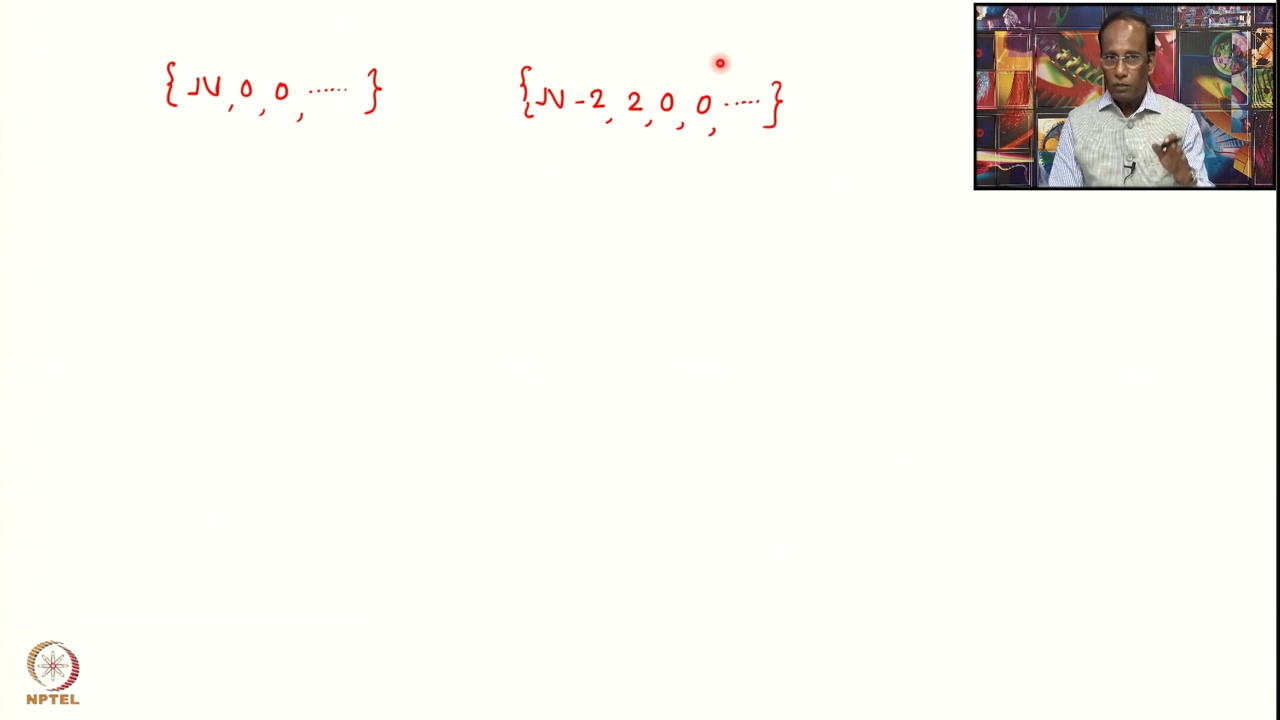 { N, 0, 0, ...... } { N - 2, 2, 0, 0, ..... }
NPTEL